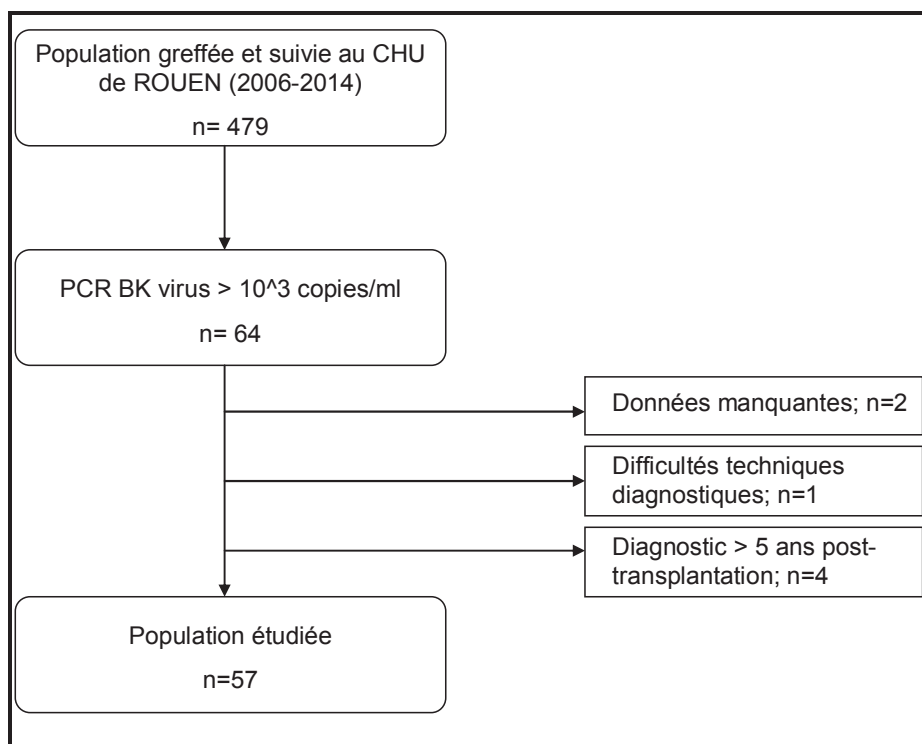 Population greffée et suivie au CHU
de ROUEN (2006-2014)
n= 479
PCR BK virus > 10^3 copies/ml
n= 64
Données manquantes; n=2
Difficultés techniques
diagnostiques; n=1
Diagnostic > 5 ans post-
transplantation; n=4
Population étudiée
n=57